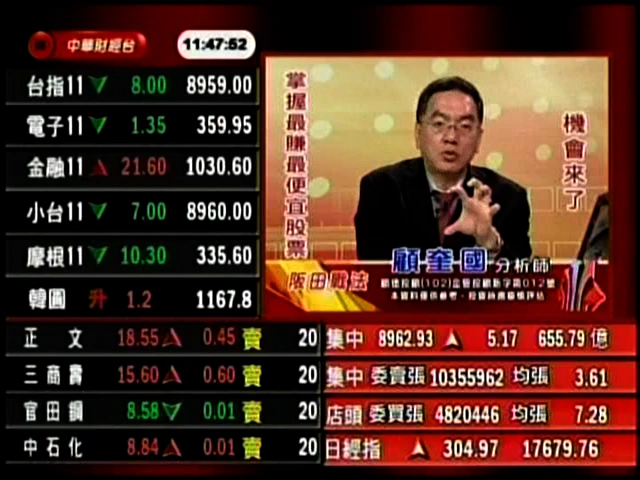 中華財經台
11:47:52
台指11 ▽ 8.00 8959.00
電子11 ▽ 1.35 359.95
金融11 △ 21.60 1030.60
小台11 ▽ 7.00 8960.00
摩根11 ▽ 10.30 335.60
韓圜 升 1.2 1167.8
掌握最賺最便宜股票
機會來了
顧奎國 分析師
阪田戰法
正文 18.55 △ 0.45 賣 20
三商壽 15.60 △ 0.60 賣 20
官田鋼 8.58 ▽ 0.01 賣 20
中石化 8.84 △ 0.01 賣 20
集中 8962.93 △ 5.17 655.79 億
集中 委賣張 10355962 均張 3.61
店頭 委買張 4820446 均張 7.28
日經指 △ 304.97 17679.76